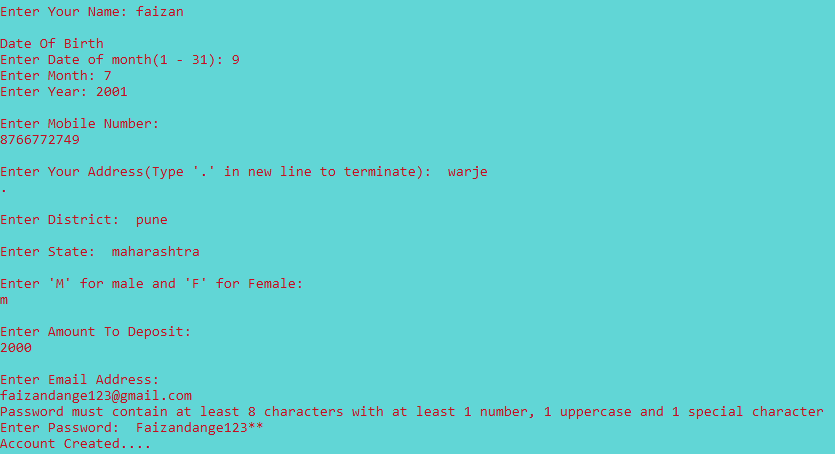 Enter Your Name: faizan
Date Of Birth
Enter Date of month(1 - 31): 9
Enter Month: 7
Enter Year: 2001
Enter Mobile Number:
8766772749
Enter Your Address(Type '.' in new line to terminate):  warje
.
Enter District:  pune
Enter State:  maharashtra
Enter 'M' for male and 'F' for Female:
m
Enter Amount To Deposit:
2000
Enter Email Address:
faizandange123@gmail.com
Password must contain at least 8 characters with at least 1 number, 1 uppercase and 1 special character
Enter Password:  Faizandange123**
Account Created....